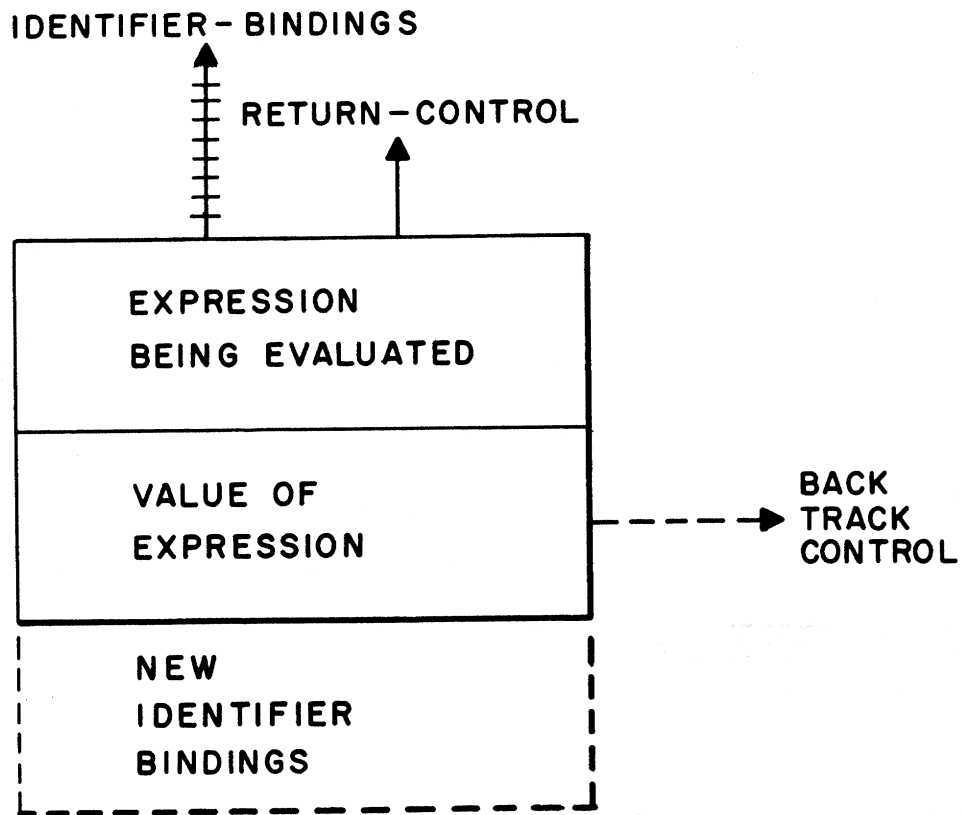 IDENTIFIER-BINDINGS
RETURN-CONTROL
EXPRESSION
BEING EVALUATED
VALUE OF
EXPRESSION
BACK
TRACK
CONTROL
NEW
IDENTIFIER
BINDINGS